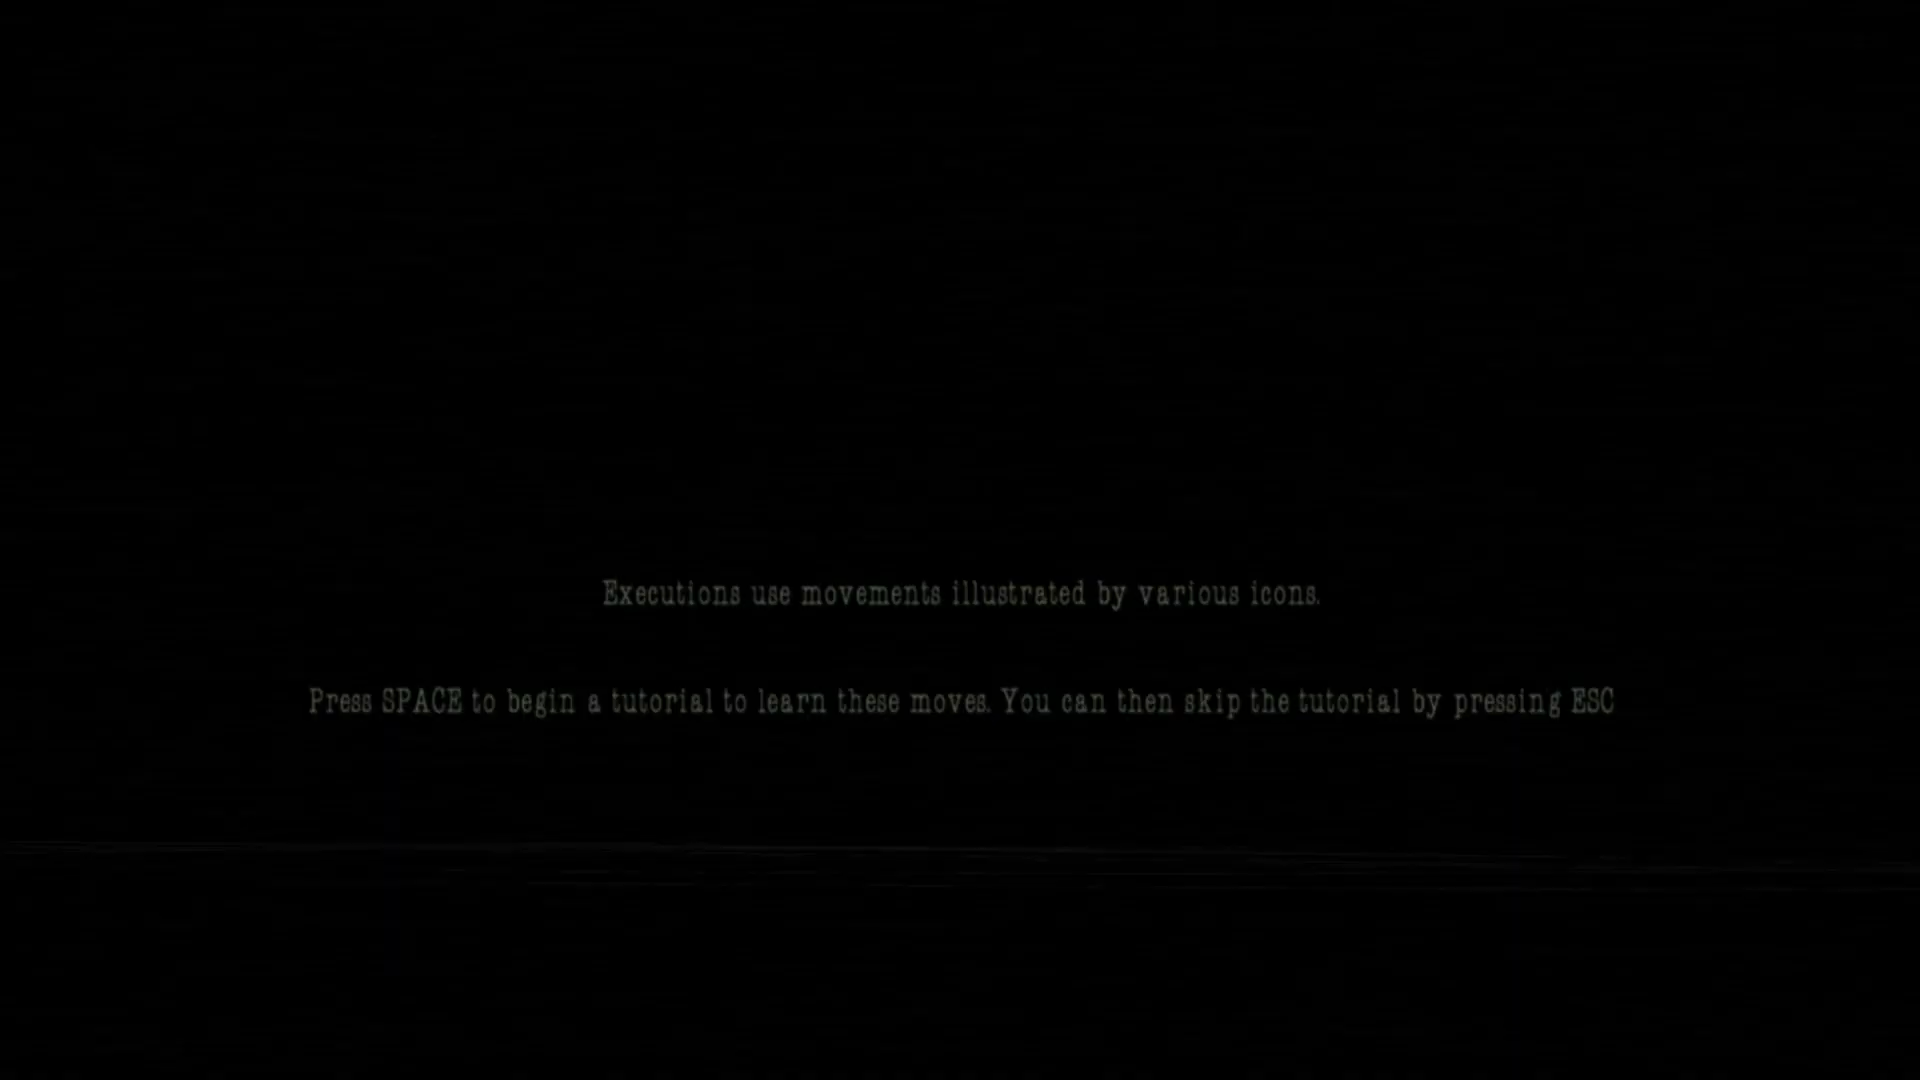 Executions use movements illustrated by various icons.
Press SPACE to begin a tutorial to learn these moves. You can then skip the tutorial by pressing ESC